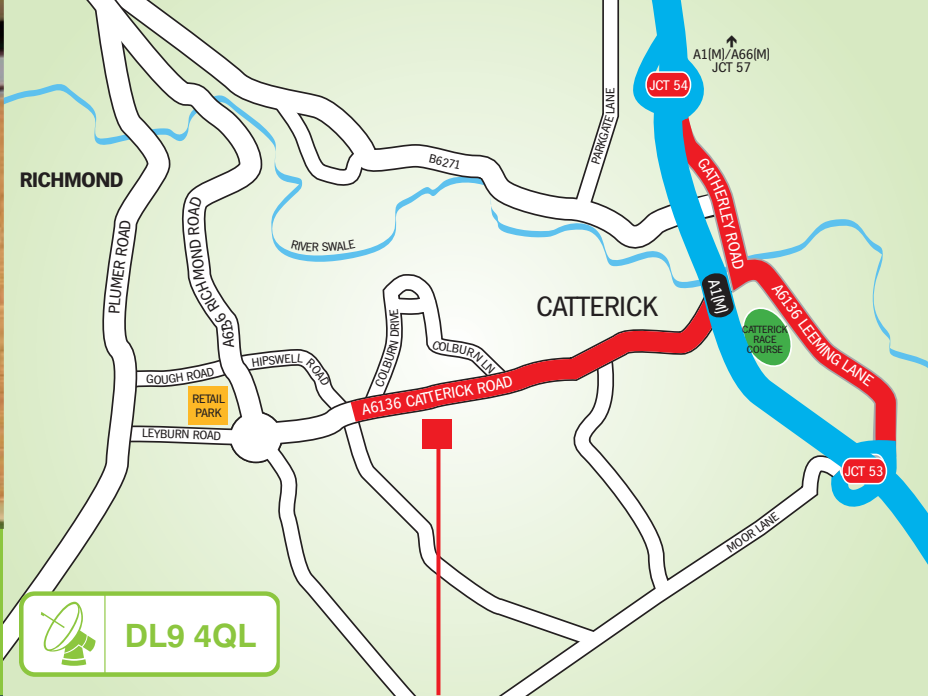 A1(M)/A66(M)
JCT 57
JCT 54
PARKGATE LANE
B6271
GATHERLEY ROAD
RICHMOND
PLUMER ROAD
A6136 RICHMOND ROAD
RIVER SWALE
CATTERICK
A1(M)
A6136 LEEMING LANE
CATTERICK
RACE
COURSE
COLBURN DRIVE
COLBURN LN
HIPSWELL ROAD
GOUGH ROAD
RETAIL
PARK
A6136 CATTERICK ROAD
LEYBURN ROAD
JCT 53
MOOR LANE
DL9 4QL